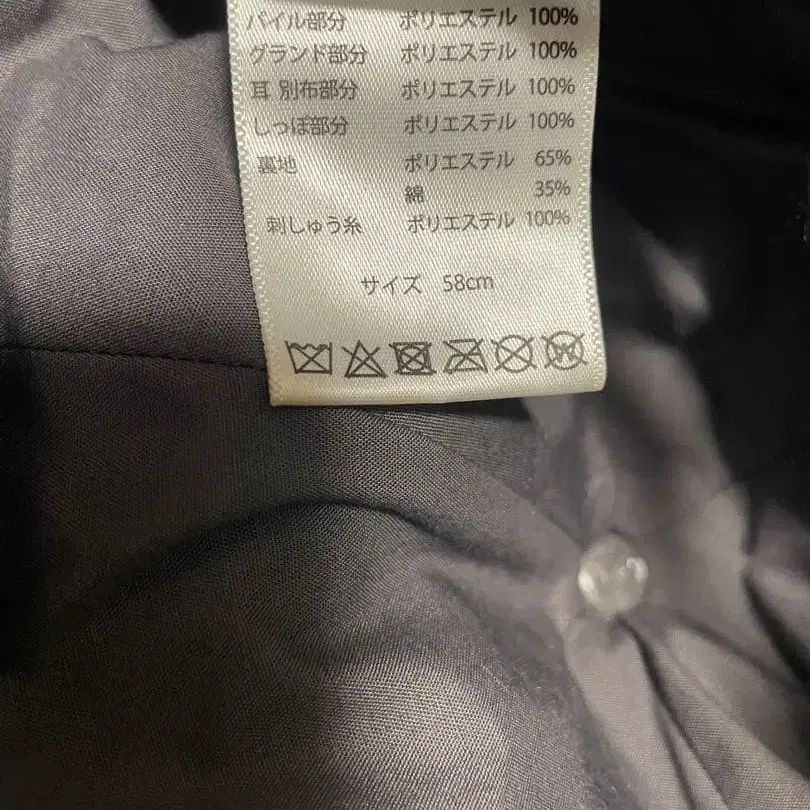 パイル部分 ポリエステル 100%
グランド部分 ポリエステル 100%
耳 別布部分 ポリエステル 100%
しっぽ部分 ポリエステル 100%
裏地 ポリエステル 65%
綿 35%
刺しゅう糸 ポリエステル 100%
サイズ 58cm
W